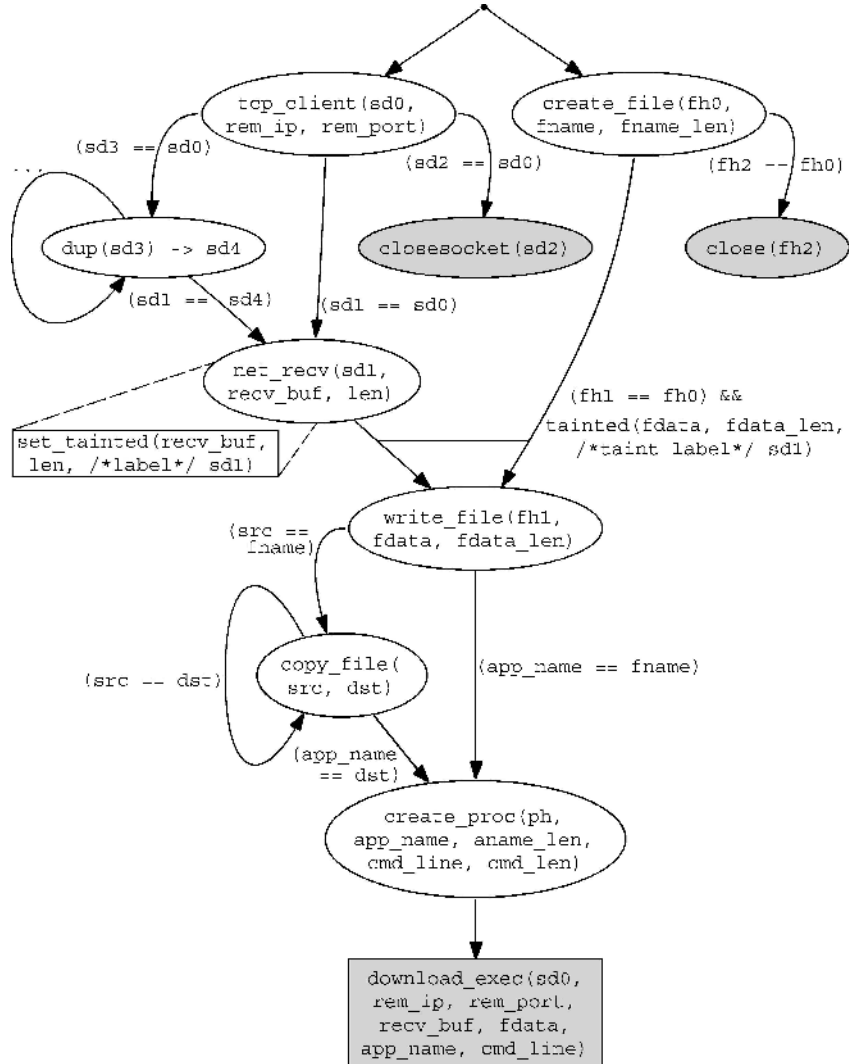 tcp_client(sd0,
rem_ip, rem_port)
create_file(fh0,
fname, fname_len)
(sd3 == sd0)
(sd2 == sd0)
(fh2 == fh0)
...
dup(sd3) -> sd4
closesocket(sd2)
close(fh2)
(sd1 == sd4)
(sd1 == sd0)
net_recv(sd1,
recv_buf, len)
(fh1 == fh0) &&
tainted(fdata, fdata_len,
/*taint label*/ sd1)
set_tainted(recv_buf,
len, /*label*/ sd1)
write_file(fh1,
fdata, fdata_len)
(src ==
fname)
copy_file(
src, dst)
(src == dst)
(app_name == fname)
(app_name
== dst)
create_proc(ph,
app_name, aname_len,
cmd_line, cmd_len)
download_exec(sd0,
rem_ip, rem_port,
recv_buf, fdata,
app_name, cmd_line)